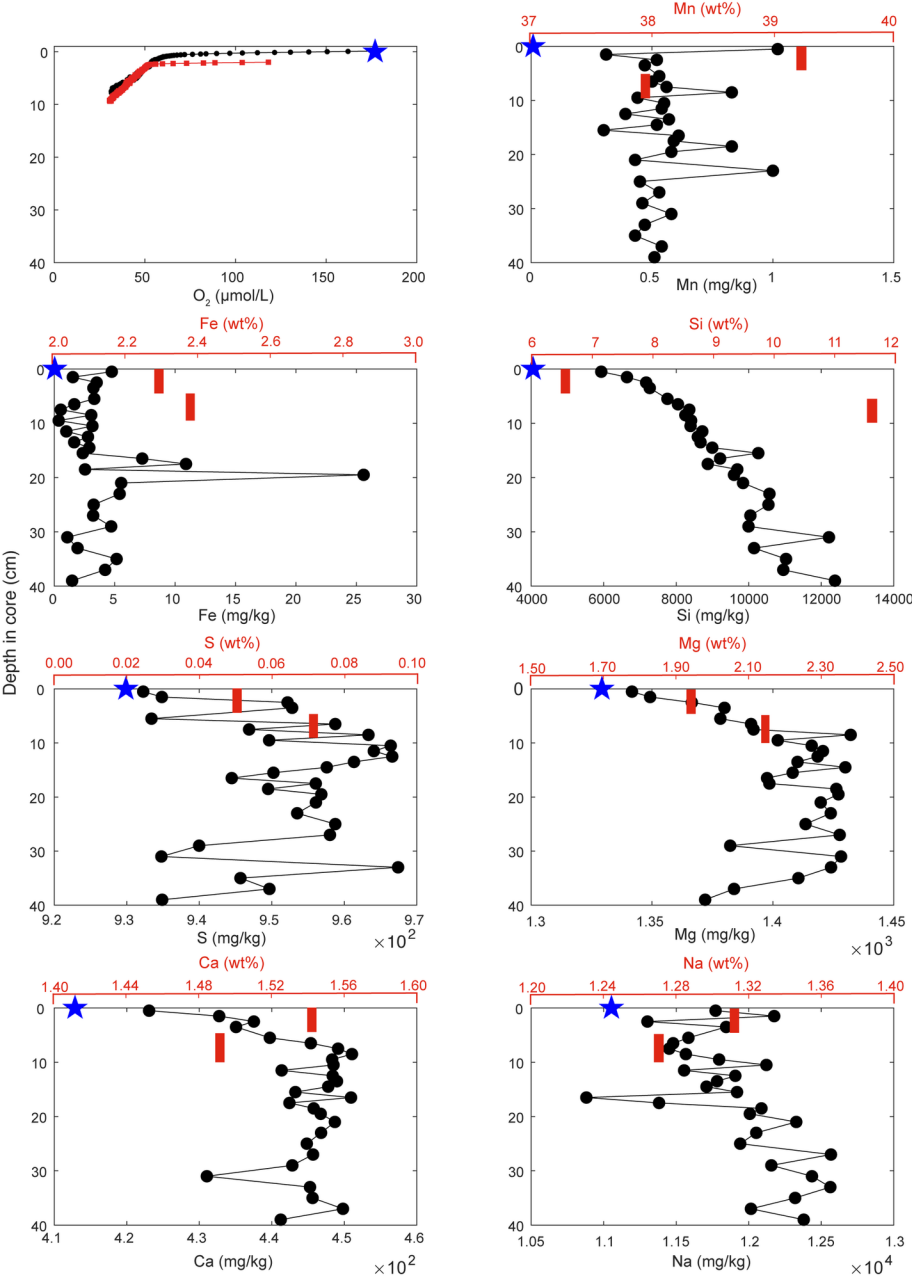 Mn (wt%)
37 38 39 40
0
10
20
30
40
0 50 100 150 200
O2 (µmol/L)
0
10
20
30
40
0 0.5 1 1.5
Mn (mg/kg)
Fe (wt%)
2.0 2.2 2.4 2.6 2.8 3.0
0
10
20
30
40
0 5 10 15 20 25 30
Fe (mg/kg)
Si (wt%)
6 7 8 9 10 11 12
0
10
20
30
40
4000 6000 8000 10000 12000 14000
Si (mg/kg)
Depth in core (cm)
S (wt%)
0.00 0.02 0.04 0.06 0.08 0.10
0
10
20
30
40
9.2 9.3 9.4 9.5 9.6 9.7
S (mg/kg) ×10²
Mg (wt%)
1.50 1.70 1.94 2.10 2.30 2.50
0
10
20
30
40
1.3 1.35 1.4 1.45
Mg (mg/kg) ×10³
Ca (wt%)
1.40 1.44 1.48 1.52 1.56 1.60
0
10
20
30
40
4.1 4.2 4.3 4.4 4.5 4.6
Ca (mg/kg) ×10²
Na (wt%)
1.20 1.24 1.28 1.32 1.36 1.40
0
10
20
30
40
1.05 1.1 1.15 1.2 1.25 1.3
Na (mg/kg) ×10⁴